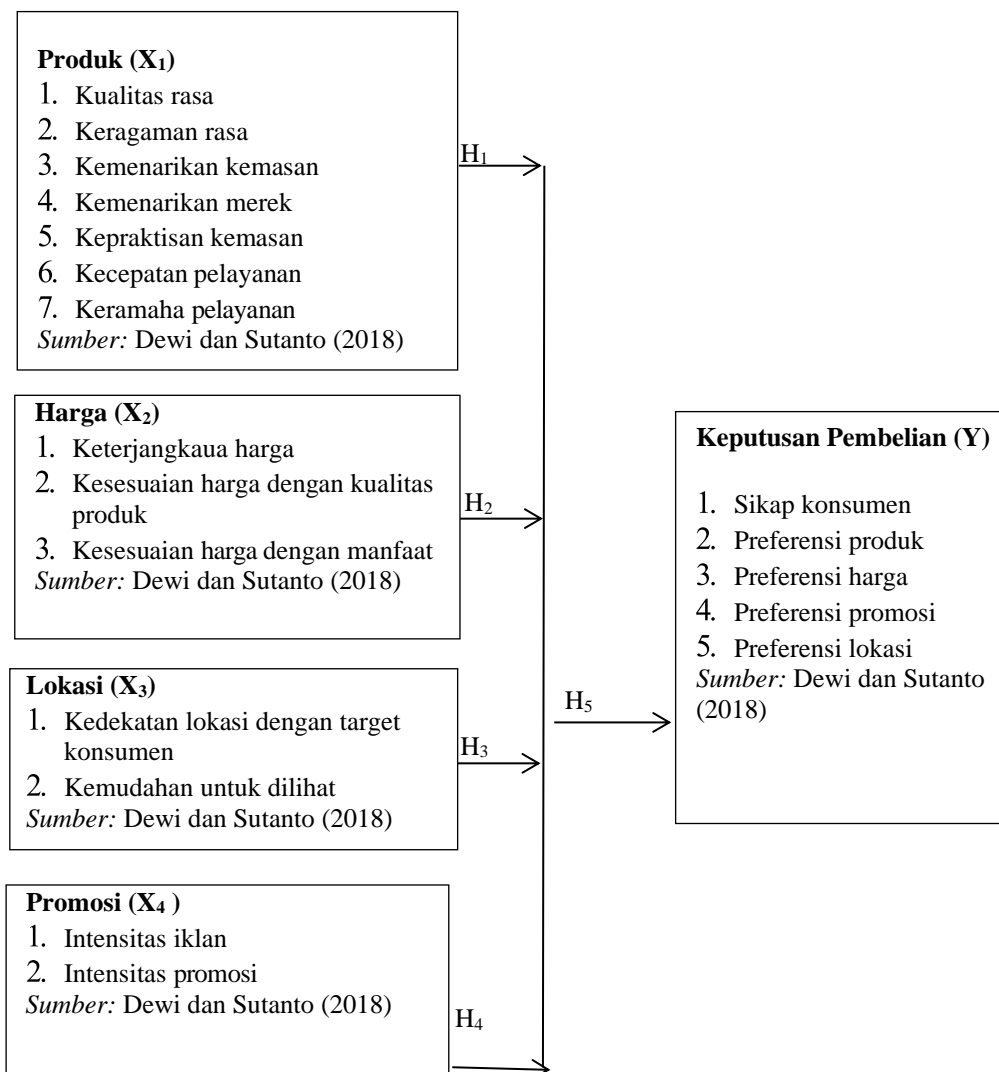 Produk (X₁)
1. Kualitas rasa
2. Keragaman rasa
3. Kemenarikan kemasan
4. Kemenarikan merek
5. Kepraktisan kemasan
6. Kecepatan pelayanan
7. Keramaha pelayanan
Sumber: Dewi dan Sutanto (2018)
H₁
Harga (X₂)
1. Keterjangkaua harga
2. Kesesuaian harga dengan kualitas
produk
3. Kesesuaian harga dengan manfaat
Sumber: Dewi dan Sutanto (2018)
H₂
Lokasi (X₃)
1. Kedekatan lokasi dengan target
konsumen
2. Kemudahan untuk dilihat
Sumber: Dewi dan Sutanto (2018)
H₃
Promosi (X₄ )
1. Intensitas iklan
2. Intensitas promosi
Sumber: Dewi dan Sutanto (2018)
H₄
H₅
Keputusan Pembelian (Y)
1. Sikap konsumen
2. Preferensi produk
3. Preferensi harga
4. Preferensi promosi
5. Preferensi lokasi
Sumber: Dewi dan Sutanto
(2018)